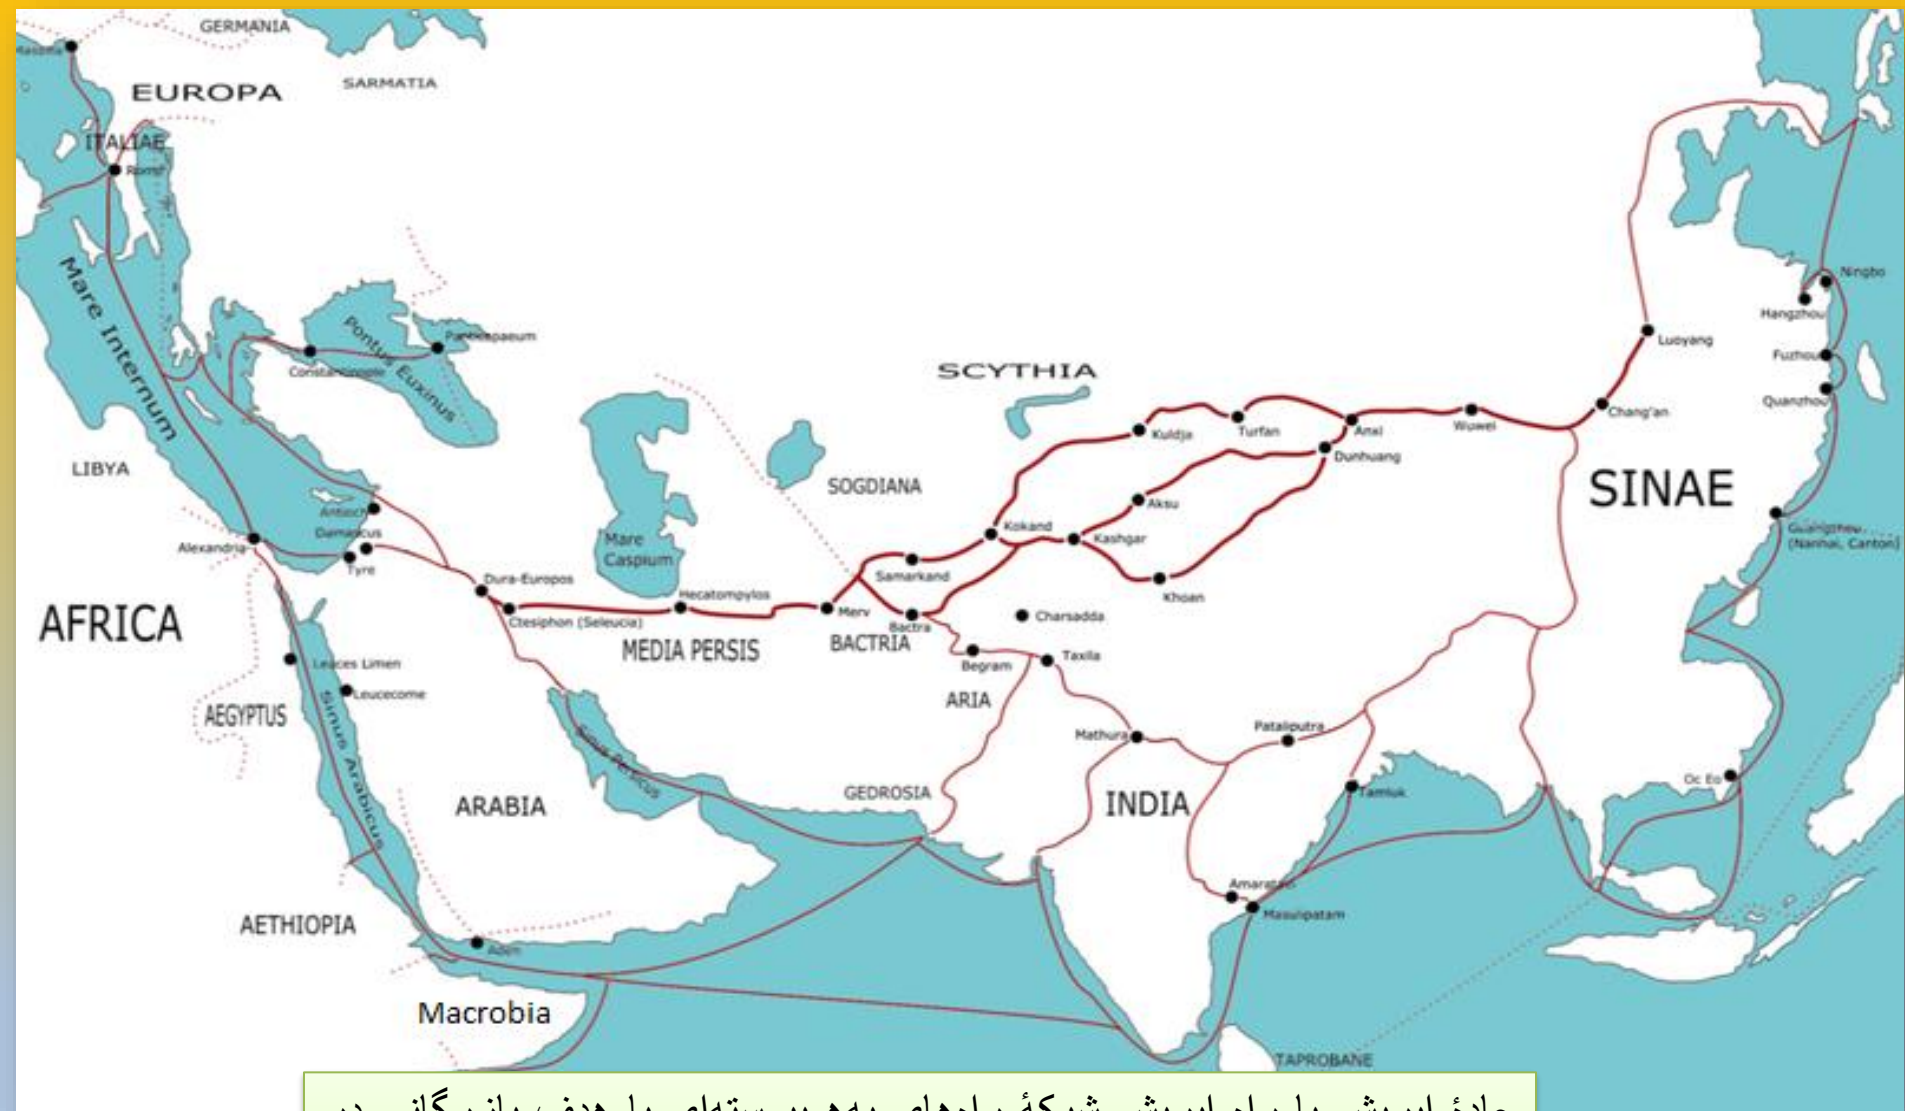 GERMANIA
SARMATIA
EUROPA
ITALIAE
Rome
Mare Internum
Pontus Euxinus
Panticapaeum
Constantinople
SCYTHIA
LIBYA
SOGDIANA
Mare
Caspium
Antioch
Damascus
Tyre
Alexandria
Dura-Europos
Ctesiphon (Seleucia)
Hecatompylos
Merv
Samarkand
Bactra
Kokand
Kashgar
Aksu
Khoan
Kuldja
Turfan
Anxi
Dunhuang
Wuwei
Chang'an
Luoyang
Ningbo
Hangzhou
Fuzhou
Quanzhou
SINAE
Guangzhou
(Nanhai, Canton)
AFRICA
MEDIA PERSIS
BACTRIA
Charsadda
Begram
Taxila
ARIA
Leuces Limen
Leucecome
AEGYPTUS
Sinus Arabicus
Sinus Persicus
ARABIA
GEDROSIA
Mathura
Pataliputra
INDIA
Tamluk
Oc Eo
Masulipatam
AETHIOPIA
Aden
Macrobia
TAPROBANE